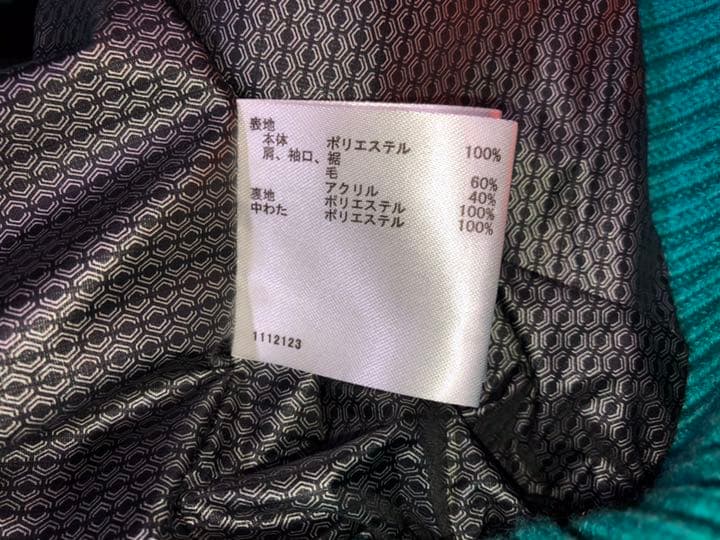 表地
本体 ポリエステル 100%
肩、袖口、裾
毛 60%
アクリル 40%
裏地 ポリエステル 100%
中わた ポリエステル 100%
1112123